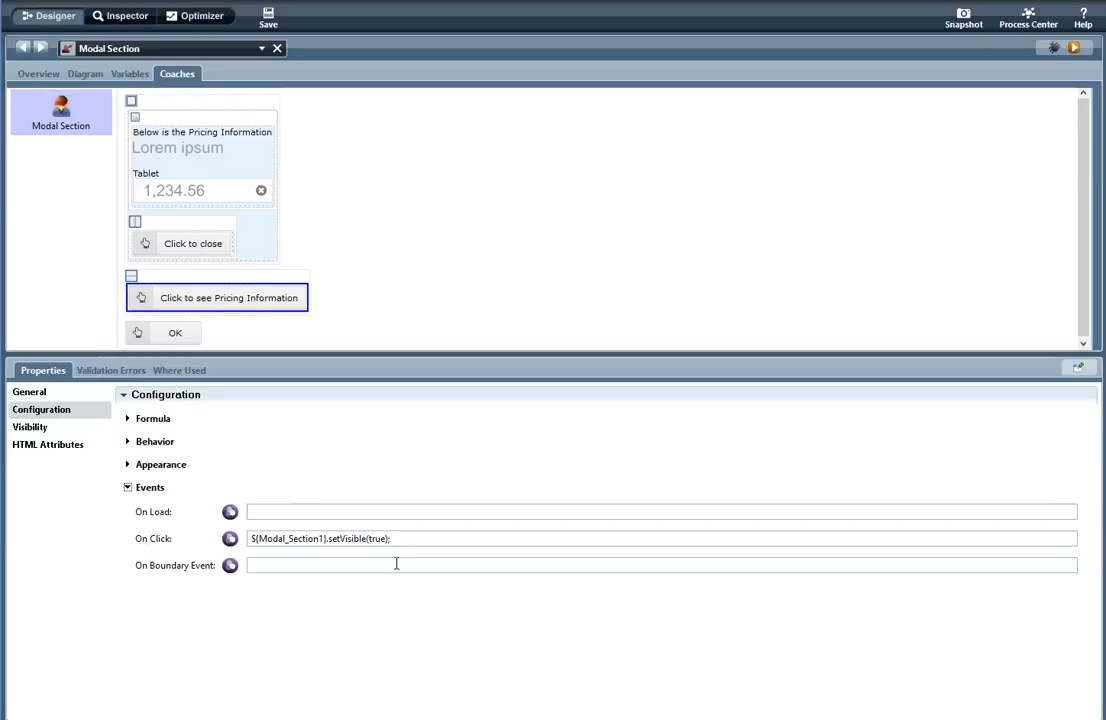 Designer Inspector Optimizer Save Snapshot Process Center Help
Modal Section
Overview Diagram Variables Coaches
Modal Section
Below is the Pricing Information
Lorem ipsum
Tablet
1,234.56
Click to close
Click to see Pricing Information
OK
Properties Validation Errors Where Used
General
Configuration
Visibility
HTML Attributes
Configuration
Formula
Behavior
Appearance
Events
On Load:
On Click: ${Modal_Section1}.setVisible(true);
On Boundary Event: